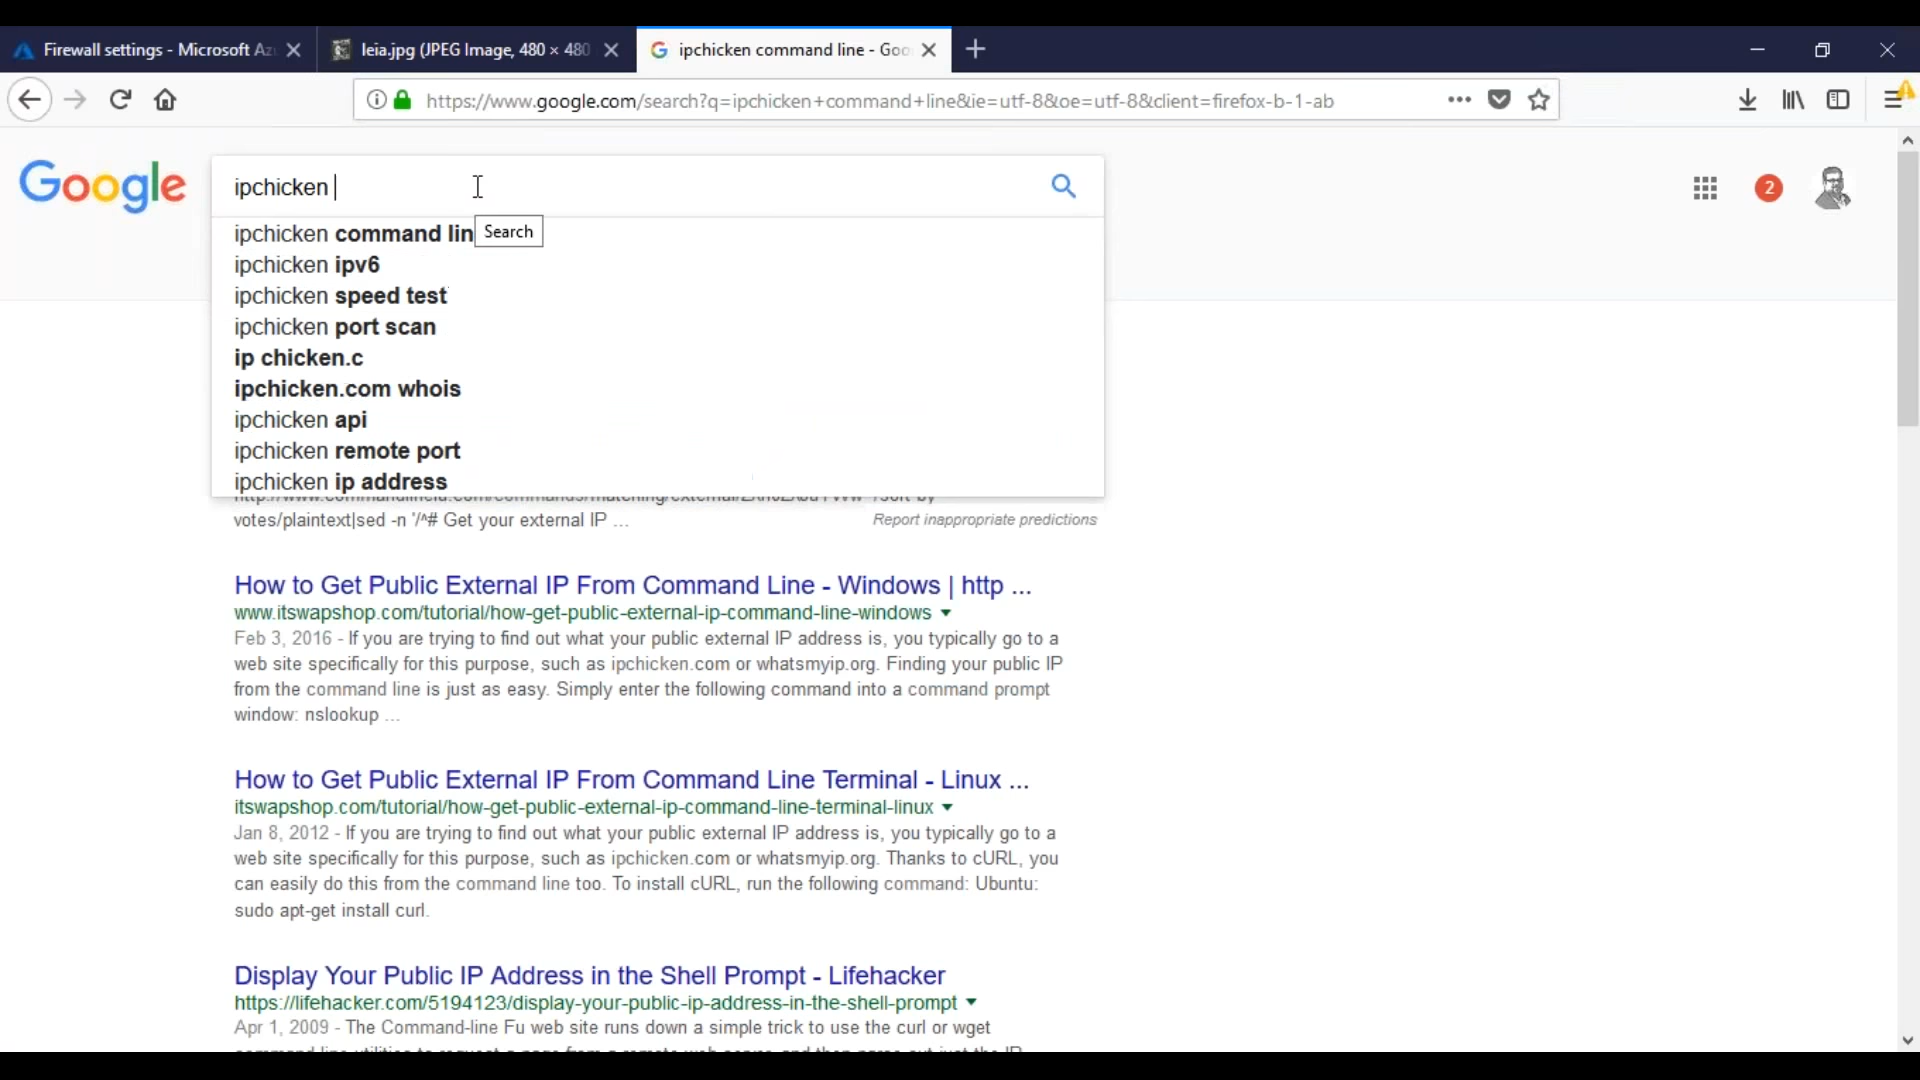 Firewall settings - Microsoft Az
leia.jpg (JPEG Image, 480 × 480
ipchicken command line - Goo
https://www.google.com/search?q=ipchicken+command+line&ie=utf-8&oe=utf-8&client=firefox-b-1-ab
Google
ipchicken
2
ipchicken command lin
Search
ipchicken ipv6
ipchicken speed test
ipchicken port scan
ip chicken.c
ipchicken.com whois
ipchicken api
ipchicken remote port
ipchicken ip address
votes/plaintext|sed -n '/^# Get your external IP ...
Report inappropriate predictions
How to Get Public External IP From Command Line - Windows | http ...
www.itswapshop.com/tutorial/how-get-public-external-ip-command-line-windows
Feb 3, 2016 - If you are trying to find out what your public external IP address is, you typically go to a
web site specifically for this purpose, such as ipchicken.com or whatsmyip.org. Finding your public IP
from the command line is just as easy. Simply enter the following command into a command prompt
window: nslookup ...
How to Get Public External IP From Command Line Terminal - Linux ...
itswapshop.com/tutorial/how-get-public-external-ip-command-line-terminal-linux
Jan 8, 2012 - If you are trying to find out what your public external IP address is, you typically go to a
web site specifically for this purpose, such as ipchicken.com or whatsmyip.org. Thanks to cURL, you
can easily do this from the command line too. To install cURL, run the following command: Ubuntu:
sudo apt-get install curl.
Display Your Public IP Address in the Shell Prompt - Lifehacker
https://lifehacker.com/5194123/display-your-public-ip-address-in-the-shell-prompt
Apr 1, 2009 - The Command-line Fu web site runs down a simple trick to use the curl or wget